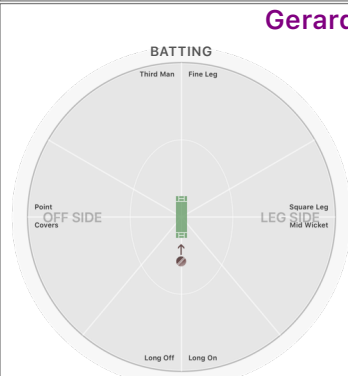 Gerard
BATTING
Third Man Fine Leg
Point Square Leg
OFF SIDE LEG SIDE
Covers Mid Wicket
Long Off Long On